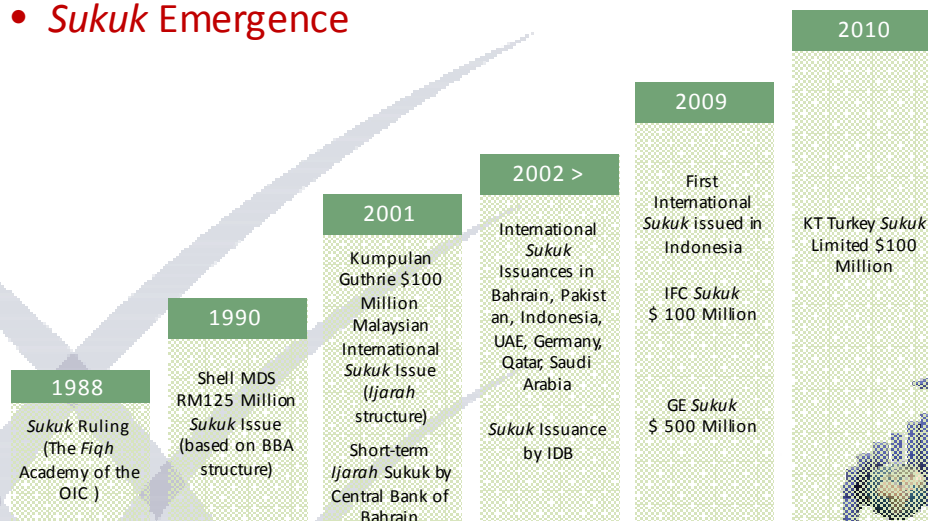 • Sukuk Emergence
1988
Sukuk Ruling
(The Fiqh
Academy of the
OIC )
1990
Shell MDS
RM125 Million
Sukuk Issue
(based on BBA
structure)
2001
Kumpulan
Guthrie $100
Million
Malaysian
International
Sukuk Issue
(Ijarah
structure)
Short-term
Ijarah Sukuk by
Central Bank of
Bahrain
2002 >
International
Sukuk
Issuances in
Bahrain, Pakist
an, Indonesia,
UAE, Germany,
Qatar, Saudi
Arabia
Sukuk Issuance
by IDB
2009
First
International
Sukuk issued in
Indonesia
IFC Sukuk
$ 100 Million
GE Sukuk
$ 500 Million
2010
KT Turkey Sukuk
Limited $100
Million